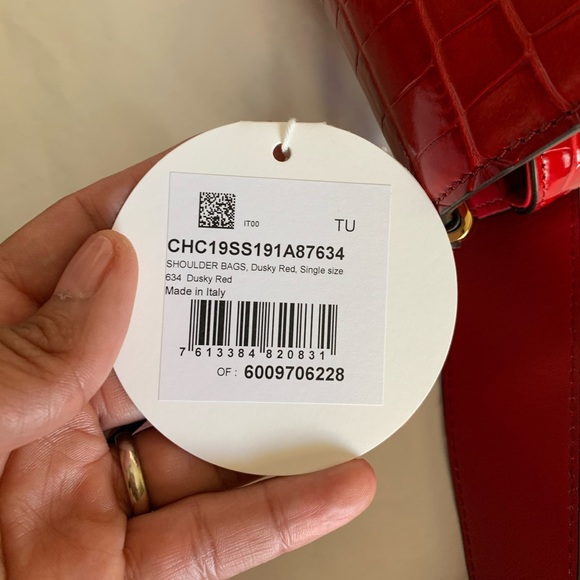 IT00 TU
CHC19SS191A87634
SHOULDER BAGS, Dusky Red, Single size
634 Dusky Red
Made in Italy
7 613384 820831
OF : 6009706228